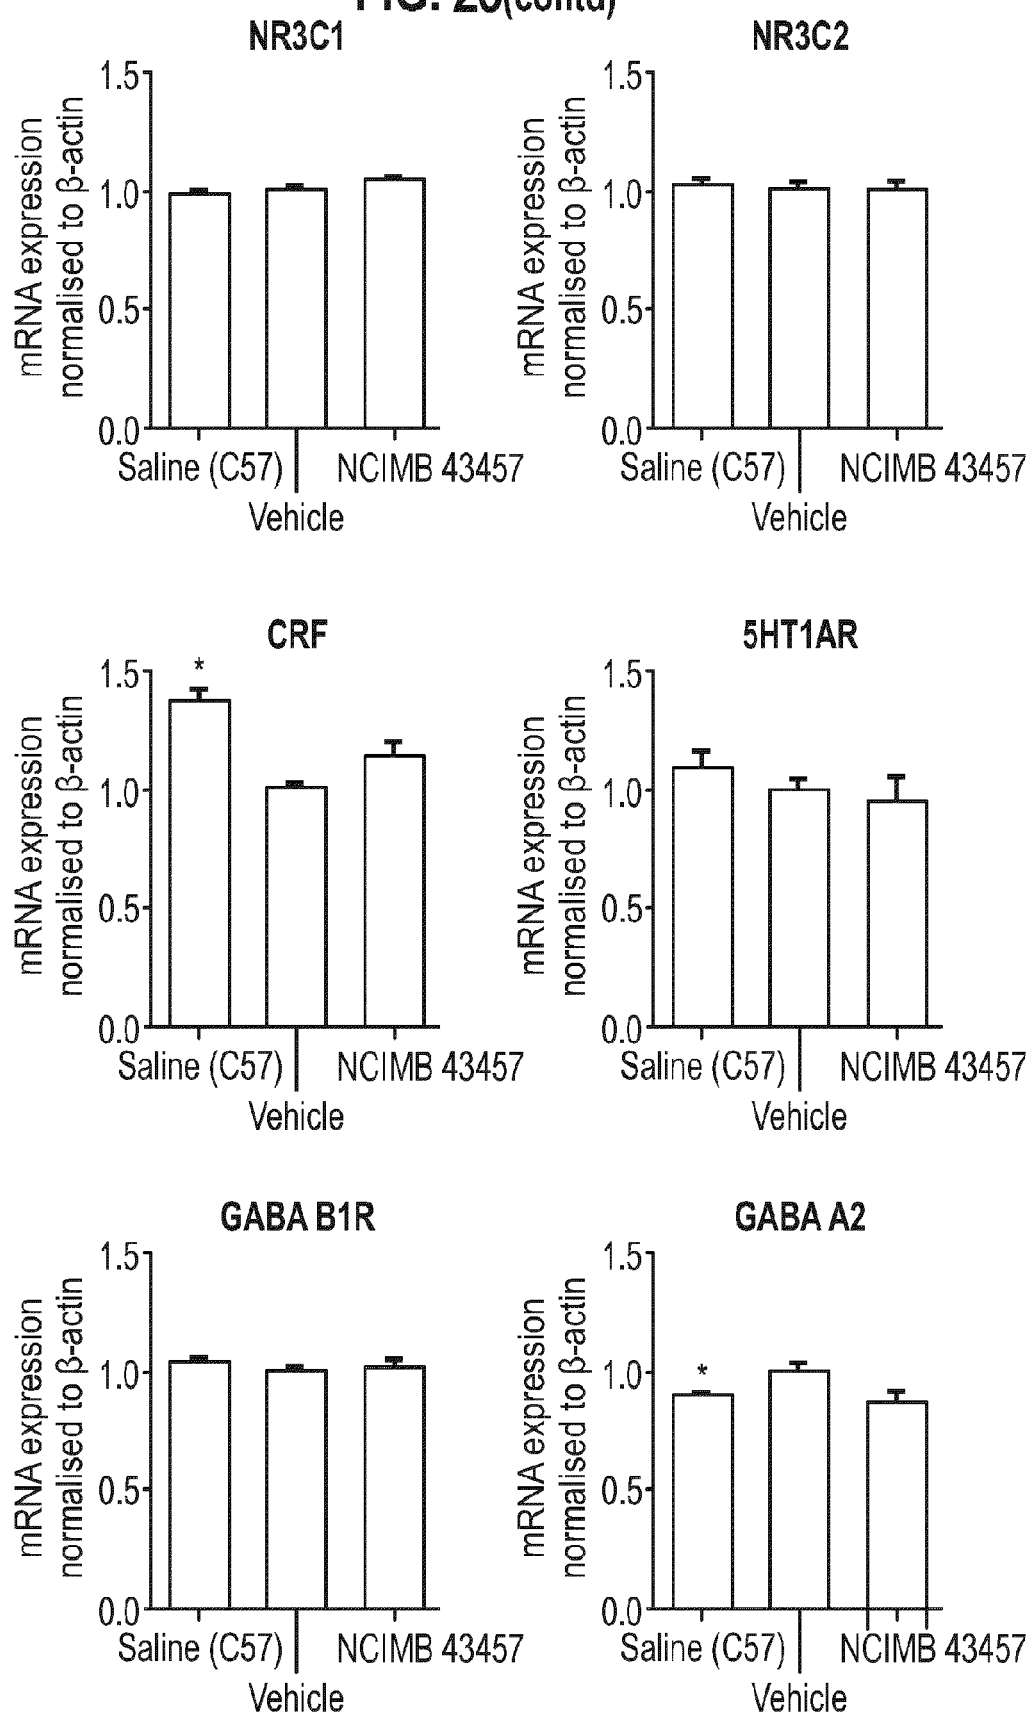 (contd)
NR3C1
mRNA expression
normalised to β-actin
1.5
1.0
0.5
0.0
Saline (C57)
NCIMB 43457
Vehicle
NR3C2
mRNA expression
normalised to β-actin
1.5
1.0
0.5
0.0
Saline (C57)
NCIMB 43457
Vehicle
CRF
mRNA expression
normalised to β-actin
1.5
1.0
0.5
0.0
*
Saline (C57)
NCIMB 43457
Vehicle
5HT1AR
mRNA expression
normalised to β-actin
1.5
1.0
0.5
0.0
Saline (C57)
NCIMB 43457
Vehicle
GABA B1R
mRNA expression
normalised to β-actin
1.5
1.0
0.5
0.0
Saline (C57)
NCIMB 43457
Vehicle
GABA A2
mRNA expression
normalised to β-actin
1.5
1.0
0.5
0.0
*
Saline (C57)
NCIMB 43457
Vehicle